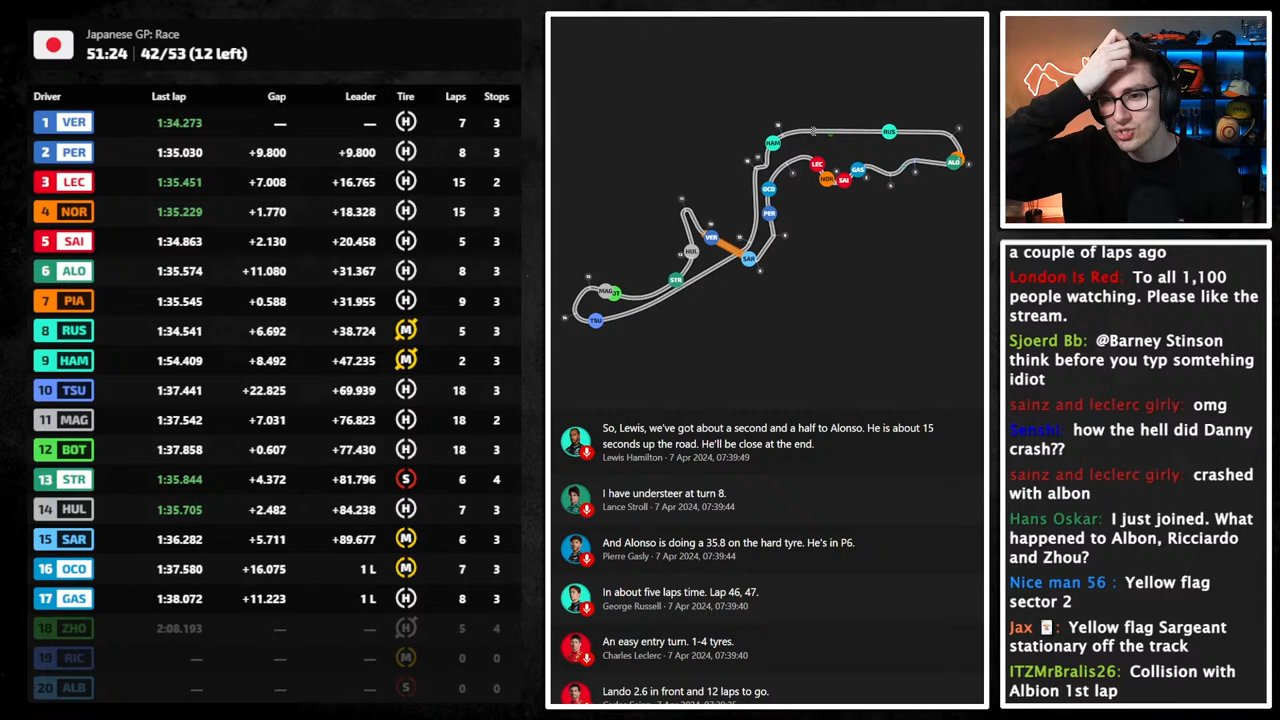 Japanese GP: Race
51:24 | 42/53 (12 left)
Driver Last lap Gap Leader Tire Laps Stops
1 VER 1:34.273 — — H 7 3
2 PER 1:35.030 +9.800 +9.800 H 8 3
3 LEC 1:35.451 +7.008 +16.765 H 15 2
4 NOR 1:35.229 +1.770 +18.328 H 15 3
5 SAI 1:34.863 +2.130 +20.458 H 5 3
6 ALO 1:35.574 +11.080 +31.367 H 8 3
7 PIA 1:35.545 +0.588 +31.955 H 9 3
8 RUS 1:34.541 +6.692 +38.724 M 5 3
9 HAM 1:54.409 +8.492 +47.235 M 2 3
10 TSU 1:37.441 +22.825 +69.939 H 18 3
11 MAG 1:37.542 +7.031 +76.823 H 18 2
12 BOT 1:37.858 +0.607 +77.430 H 18 3
13 STR 1:35.844 +4.372 +81.796 S 6 4
14 HUL 1:35.705 +2.482 +84.238 H 7 3
15 SAR 1:36.282 +5.711 +89.677 M 6 3
16 OCO 1:37.580 +16.075 1 L M 7 3
17 GAS 1:38.072 +11.223 1 L H 8 3
18 ZHO 2:08.193 — — H 5 4
19 RIC — — — M 0 0
20 ALB — — — S 0 0
RUS
HAM
ALO
LEC
GAS
NOR
SAI
OCO
PER
VER
HUL
SAR
STR
MAG
TSU
So, Lewis, we've got about a second and a half to Alonso. He is about 15
seconds up the road. He'll be close at the end.
Lewis Hamilton · 7 Apr 2024, 07:39:49
I have understeer at turn 8.
Lance Stroll · 7 Apr 2024, 07:39:44
And Alonso is doing a 35.8 on the hard tyre. He's in P6.
Pierre Gasly · 7 Apr 2024, 07:39:44
In about five laps time. Lap 46, 47.
George Russell · 7 Apr 2024, 07:39:40
An easy entry turn. 1-4 tyres.
Charles Leclerc · 7 Apr 2024, 07:39:40
Lando 2.6 in front and 12 laps to go.
a couple of laps ago
London Is Red: To all 1,100
people watching. Please like the
stream.
Sjoerd Bb: @Barney Stinson
think before you typ somtehing
idiot
sainz and leclerc girly: omg
Senshi: how the hell did Danny
crash??
sainz and leclerc girly: crashed
with albon
Hans Oskar: I just joined. What
happened to Albon, Ricciardo
and Zhou?
Nice man 56 : Yellow flag
sector 2
Jax 🃏: Yellow flag Sargeant
stationary off the track
ITZMrBralis26: Collision with
Albion 1st lap